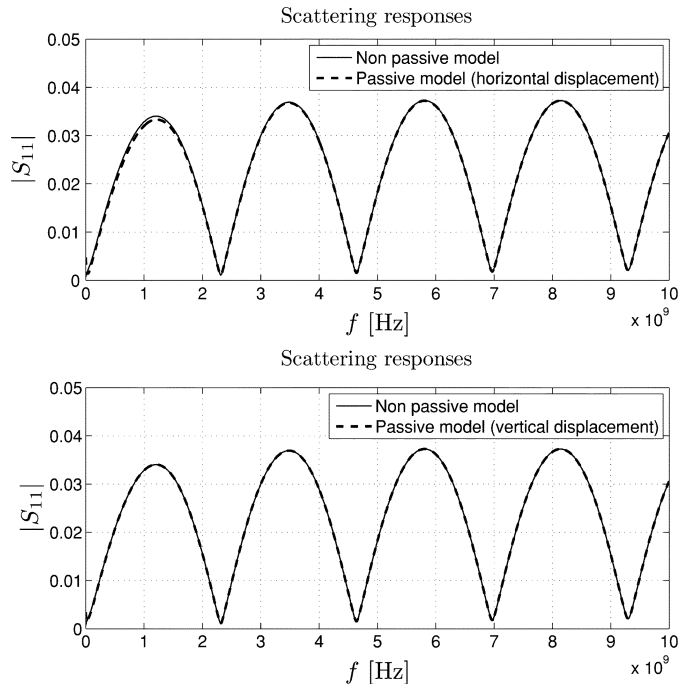 Scattering responses
0.05
0.04
0.03
0.02
0.01
0
|S11|
Non passive model
Passive model (horizontal displacement)
0 1 2 3 4 5 6 7 8 9 10
f [Hz]
x 10^9
Scattering responses
0.05
0.04
0.03
0.02
0.01
0
|S11|
Non passive model
Passive model (vertical displacement)
0 1 2 3 4 5 6 7 8 9 10
f [Hz]
x 10^9